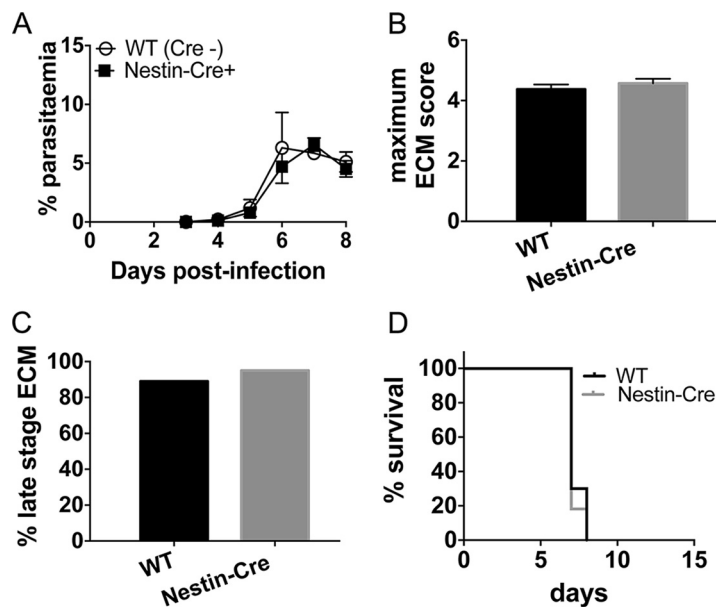 A
WT (Cre -)
Nestin-Cre+
15
10
5
0
% parasitaemia
0 2 4 6 8
Days post-infection
B
6
4
2
0
maximum
ECM score
WT
Nestin-Cre
C
100
80
60
40
20
0
% late stage ECM
WT
Nestin-Cre
D
WT
Nestin-Cre
100
80
60
40
20
0
% survival
0 5 10 15
days